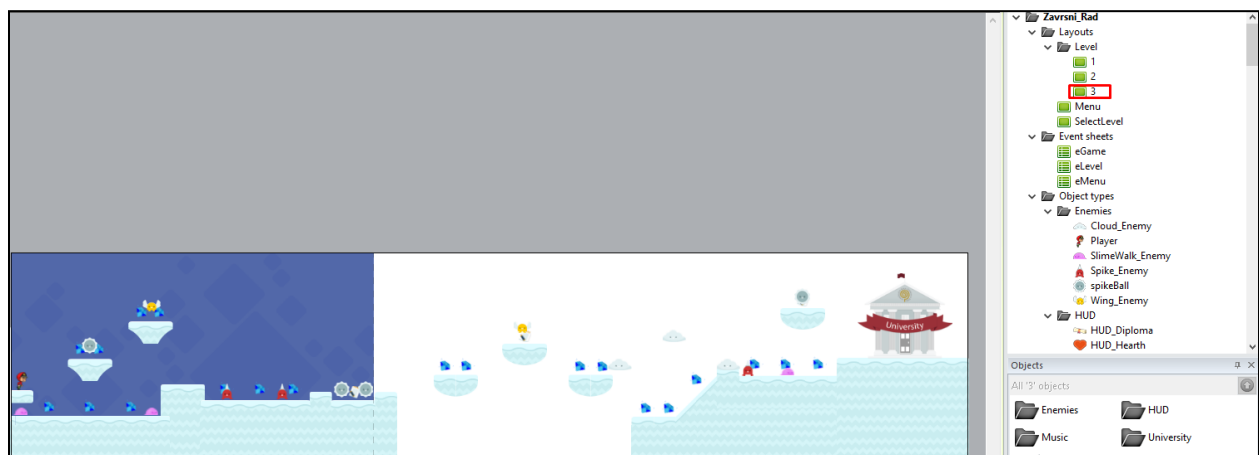 University
Zavrsni_Rad
Layouts
Level
1
2
3
Menu
SelectLevel
Event sheets
eGame
eLevel
eMenu
Object types
Enemies
Cloud_Enemy
Player
SlimeWalk_Enemy
Spike_Enemy
spikeBall
Wing_Enemy
HUD
HUD_Diploma
HUD_Hearth
Objects
All '3' objects
Enemies HUD
Music University